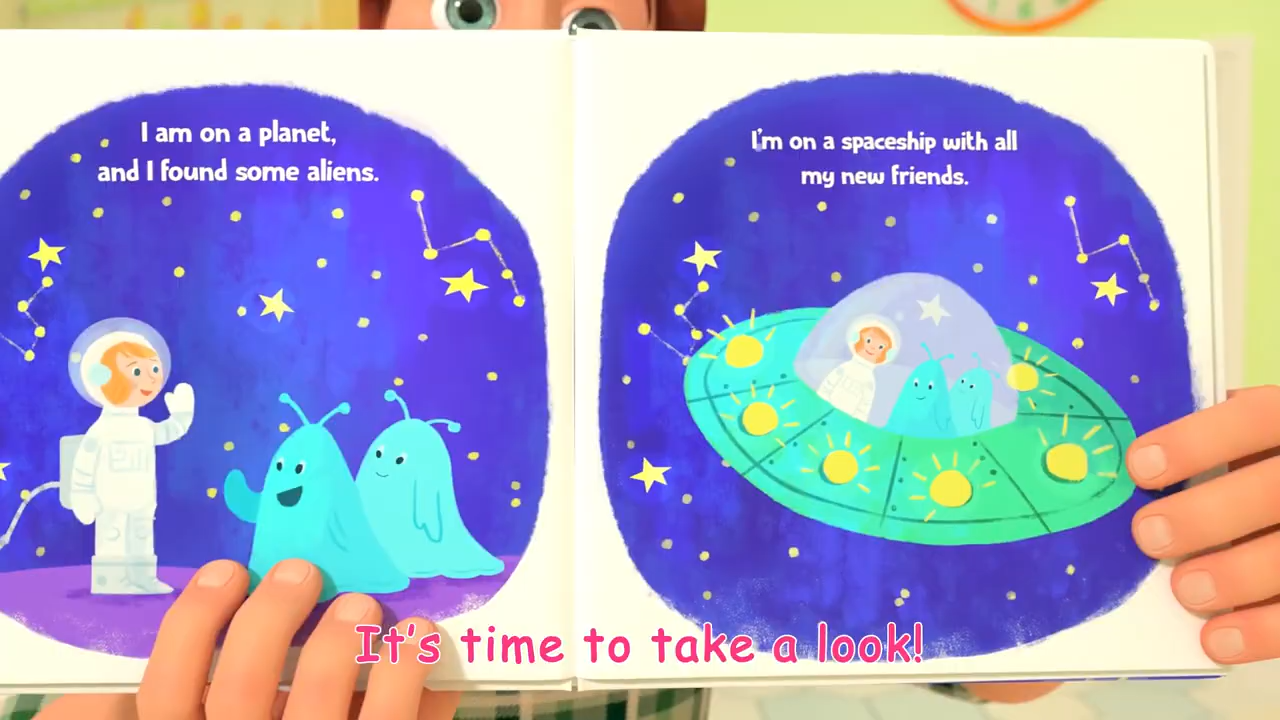 I am on a planet,
and I found some aliens.
I'm on a spaceship with all
my new friends.
It's time to take a look!